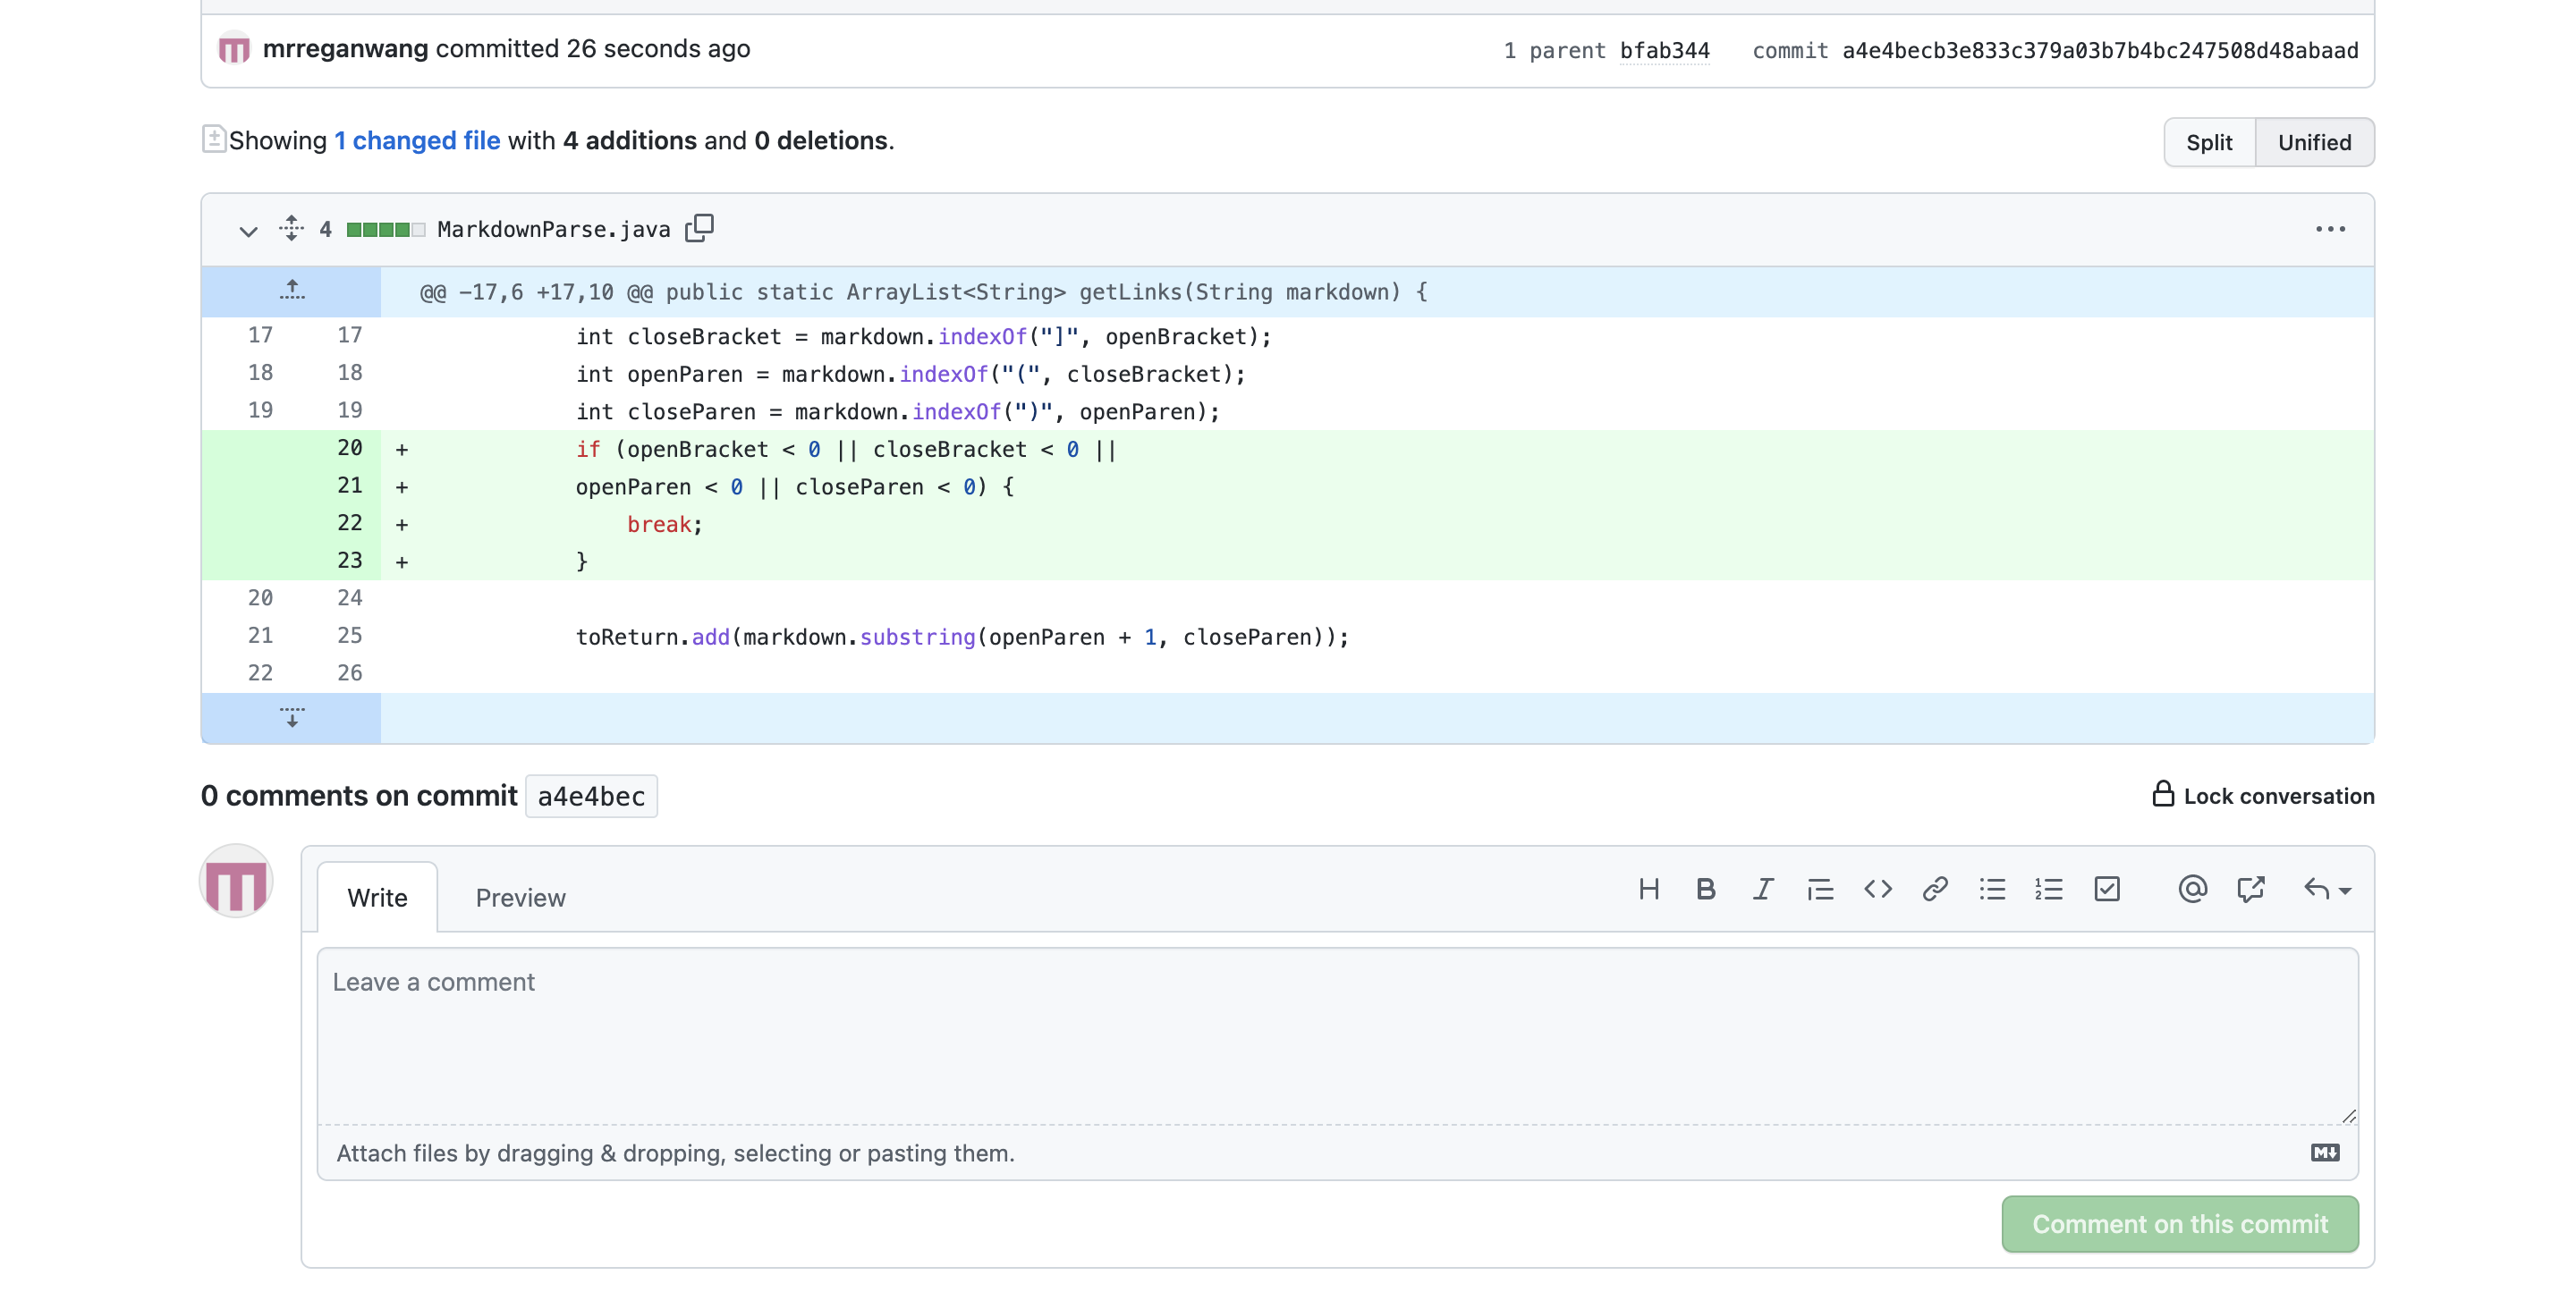 mrreganwang committed 26 seconds ago 1 parent bfab344 commit a4e4becb3e833c379a03b7b4bc247508d48abaad
Showing 1 changed file with 4 additions and 0 deletions. Split Unified
4 MarkdownParse.java
@@ -17,6 +17,10 @@ public static ArrayList<String> getLinks(String markdown) {
17 17 int closeBracket = markdown.indexOf("]", openBracket);
18 18 int openParen = markdown.indexOf("(", closeBracket);
19 19 int closeParen = markdown.indexOf(")", openParen);
20 + if (openBracket < 0 || closeBracket < 0 ||
21 + openParen < 0 || closeParen < 0) {
22 + break;
23 + }
20 24
21 25 toReturn.add(markdown.substring(openParen + 1, closeParen));
22 26
0 comments on commit a4e4bec Lock conversation
Write Preview
Leave a comment
Attach files by dragging & dropping, selecting or pasting them.
Comment on this commit